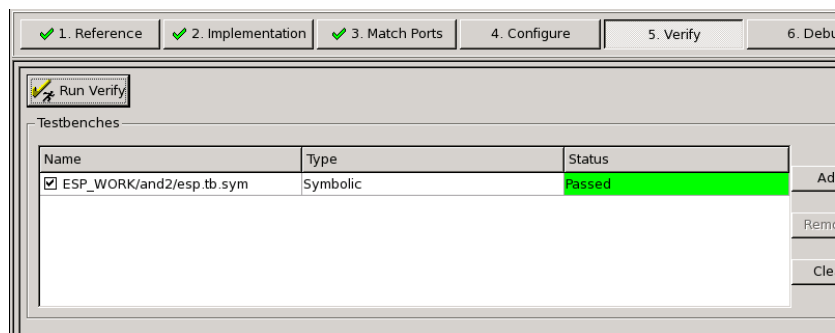 1. Reference 2. Implementation 3. Match Ports 4. Configure 5. Verify 6. Debu
Run Verify
Testbenches
Name Type Status
ESP_WORK/and2/esp.tb.sym Symbolic Passed
Ad
Remo
Cle